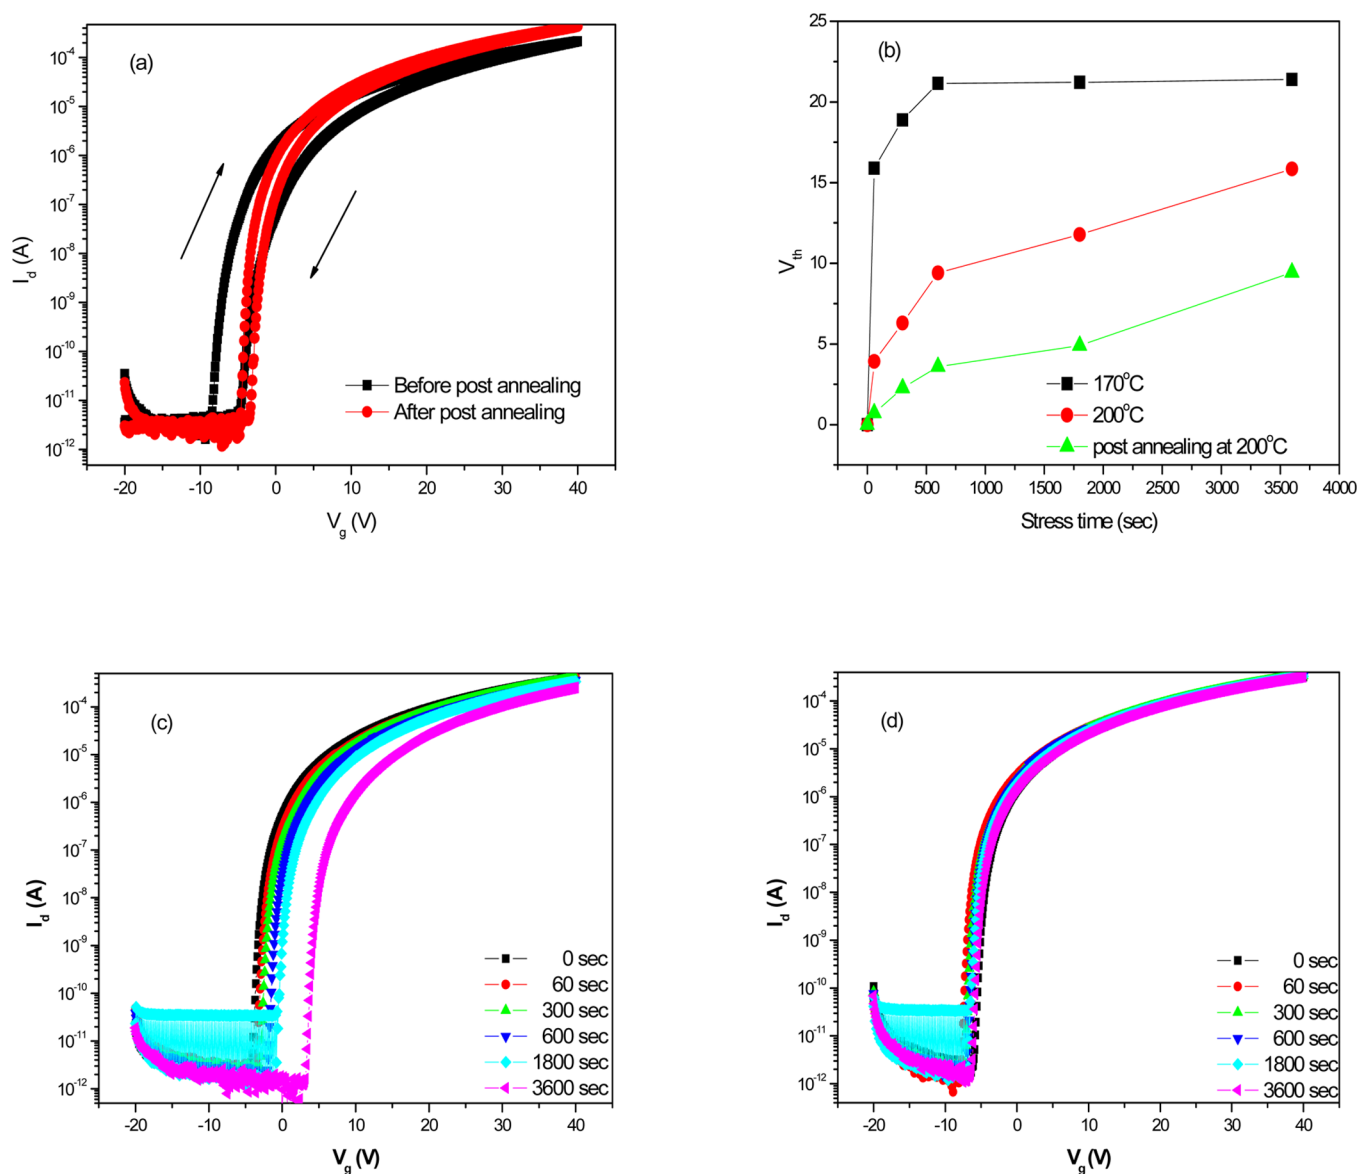 (a)
10⁻⁴
10⁻⁵
10⁻⁶
10⁻⁷
10⁻⁸
10⁻⁹
10⁻¹⁰
10⁻¹¹
10⁻¹²
I_d (A)
Before post annealing
After post annealing
-20 -10 0 10 20 30 40
V_g (V)
(b)
25
20
15
10
5
0
V_th
170°C
200°C
post annealing at 200°C
0 500 1000 1500 2000 2500 3000 3500 4000
Stress time (sec)
(c)
10⁻⁴
10⁻⁵
10⁻⁶
10⁻⁷
10⁻⁸
10⁻⁹
10⁻¹⁰
10⁻¹¹
10⁻¹²
I_d (A)
0 sec
60 sec
300 sec
600 sec
1800 sec
3600 sec
-20 -10 0 10 20 30 40
V_g (V)
(d)
10⁻⁴
10⁻⁵
10⁻⁶
10⁻⁷
10⁻⁸
10⁻⁹
10⁻¹⁰
10⁻¹¹
10⁻¹²
I_d (A)
0 sec
60 sec
300 sec
600 sec
1800 sec
3600 sec
-20 -10 0 10 20 30 40
V_g (V)